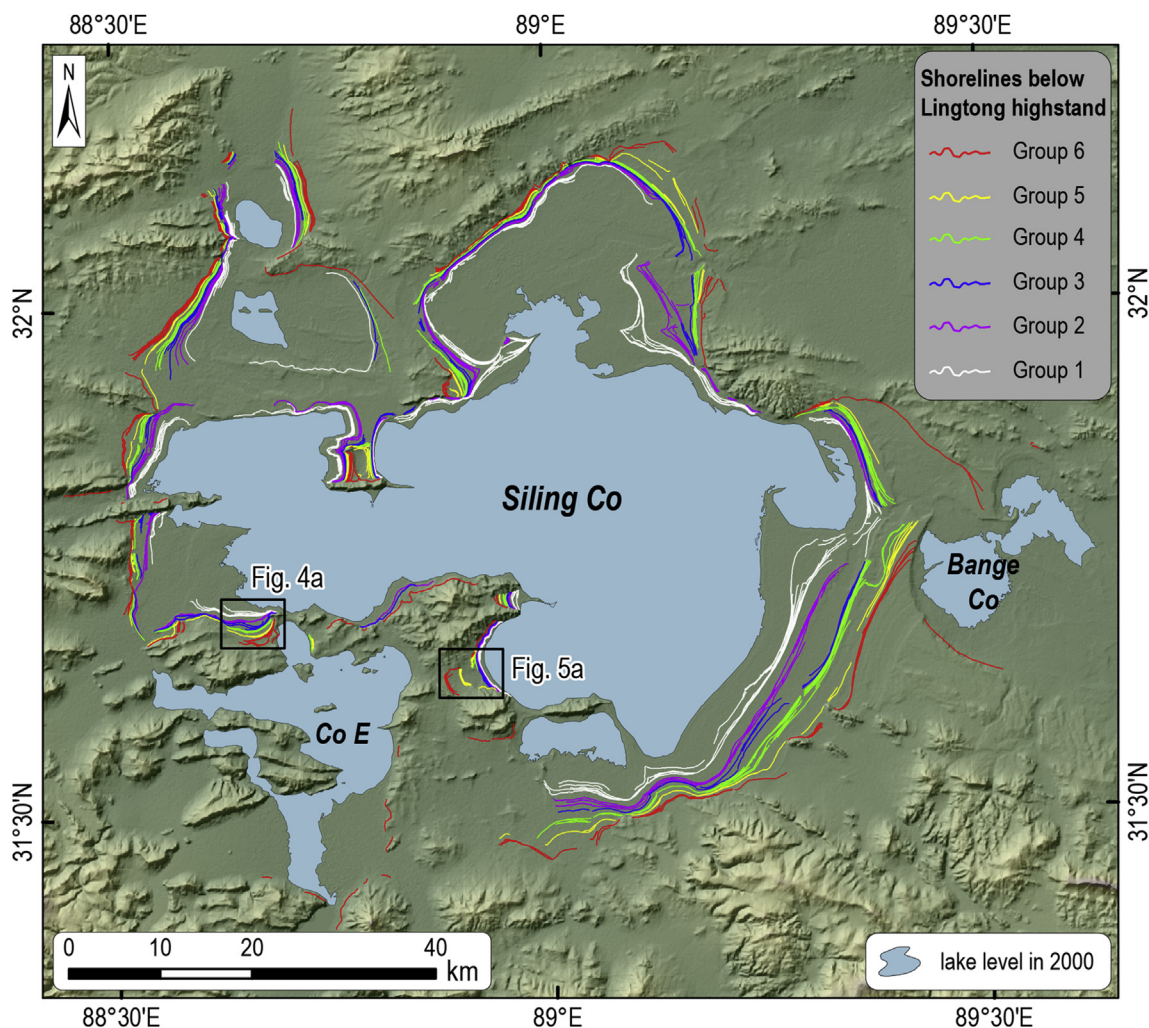 88°30'E
89°E
89°30'E
N
Shorelines below
Lingtong highstand
Group 6
Group 5
Group 4
Group 3
Group 2
Group 1
32°N
32°N
Siling Co
Bange
Co
Fig. 4a
Fig. 5a
Co E
31°30'N
31°30'N
0 10 20 40
km
lake level in 2000
88°30'E
89°E
89°30'E